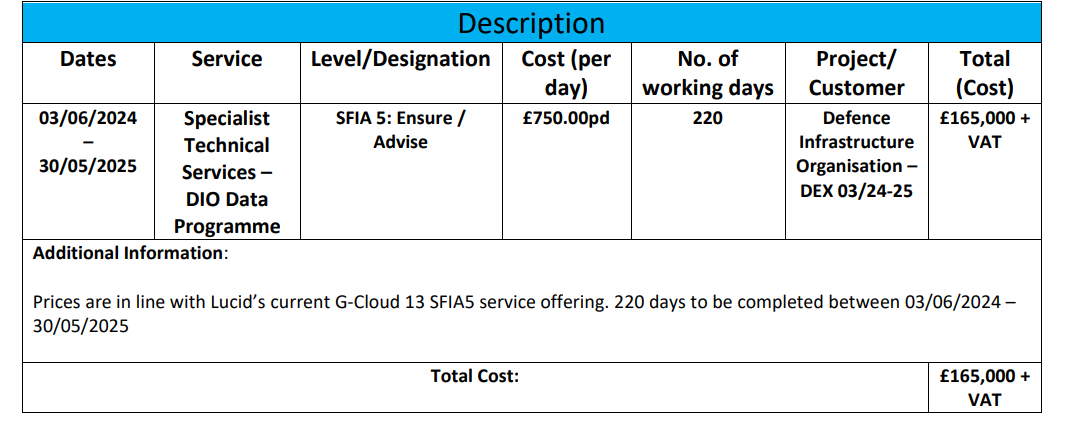 Description
Dates
Service
Level/Designation
Cost (per
day)
No. of
working days
Project/
Customer
Total
(Cost)
03/06/2024
–
30/05/2025
Specialist
Technical
Services –
DIO Data
Programme
SFIA 5: Ensure /
Advise
£750.00pd
220
Defence
Infrastructure
Organisation –
DEX 03/24-25
£165,000 +
VAT
Additional Information:
Prices are in line with Lucid’s current G-Cloud 13 SFIA5 service offering. 220 days to be completed between 03/06/2024 –
30/05/2025
Total Cost:
£165,000 +
VAT